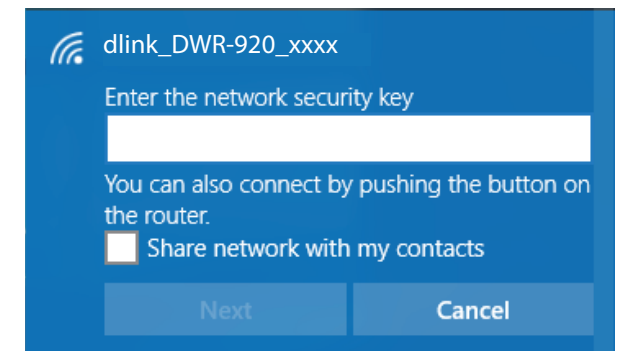 dlink_DWR-920_xxxx
Enter the network security key
You can also connect by pushing the button on
the router.
Share network with my contacts
Next
Cancel